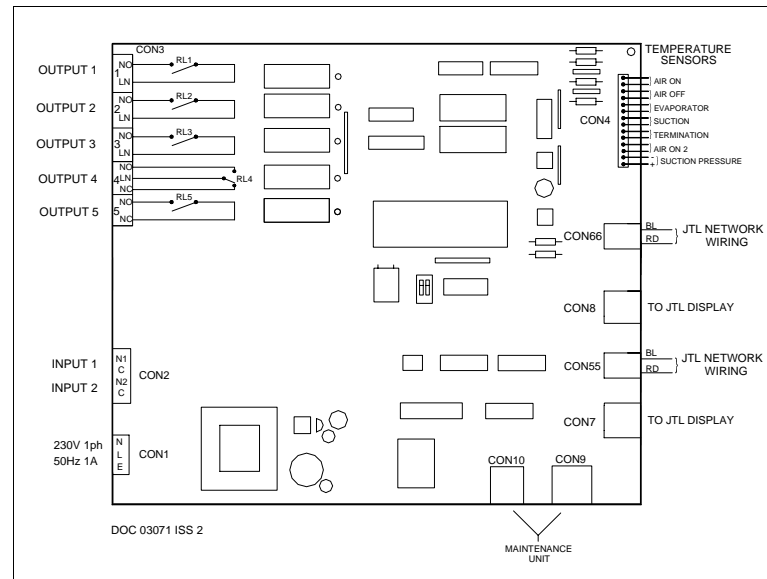 CON3
TEMPERATURE
SENSORS
OUTPUT 1
1
NO
LN
RL1
OUTPUT 2
2
NO
LN
RL2
OUTPUT 3
3
NO
LN
RL3
OUTPUT 4
4
NO
LN
NC
RL4
OUTPUT 5
5
NO
NC
RL5
CON4
AIR ON
AIR OFF
EVAPORATOR
SUCTION
TERMINATION
AIR ON 2
- + SUCTION PRESSURE
CON66
BL
RD
JTL NETWORK
WIRING
CON8
TO JTL DISPLAY
INPUT 1
INPUT 2
N1
C
N2
C
CON2
CON55
BL
RD
JTL NETWORK
WIRING
CON7
TO JTL DISPLAY
230V 1ph
50Hz 1A
N
L
E
CON1
CON10
CON9
DOC 03071 ISS 2
MAINTENANCE
UNIT